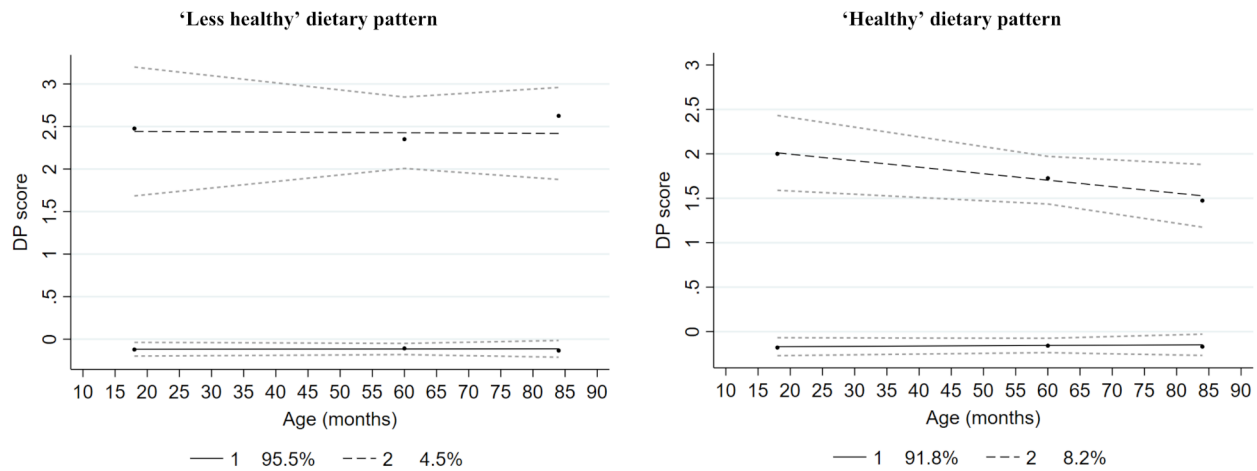 ‘Less healthy’ dietary pattern
DP score
3
2.5
2
1.5
1
.5
0
10 15 20 25 30 35 40 45 50 55 60 65 70 75 80 85 90
Age (months)
1 95.5% 2 4.5%
‘Healthy’ dietary pattern
DP score
3
2.5
2
1.5
1
.5
0
10 15 20 25 30 35 40 45 50 55 60 65 70 75 80 85 90
Age (months)
1 91.8% 2 8.2%